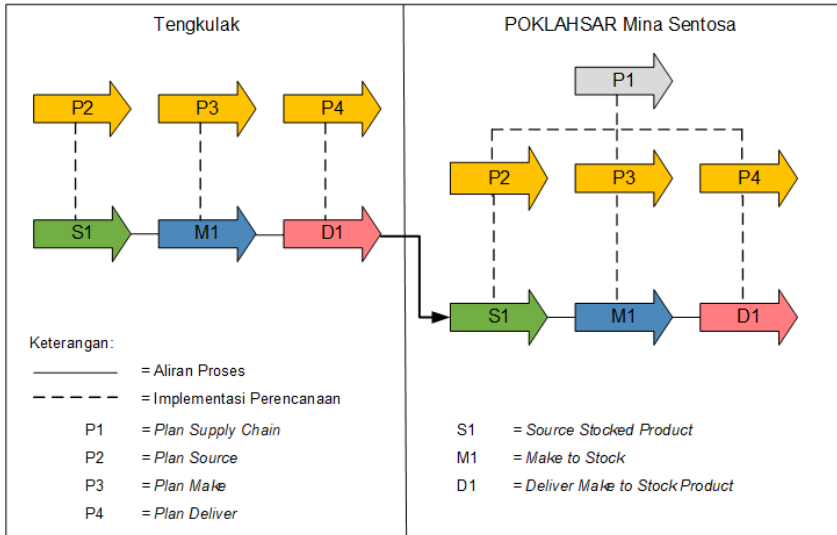 Tengkulak
P2 P3 P4
S1 M1 D1
Keterangan:
= Aliran Proses
= Implementasi Perencanaan
P1 = Plan Supply Chain
P2 = Plan Source
P3 = Plan Make
P4 = Plan Deliver
POKLAHSAR Mina Sentosa
P1
P2 P3 P4
S1 M1 D1
S1 = Source Stocked Product
M1 = Make to Stock
D1 = Deliver Make to Stock Product